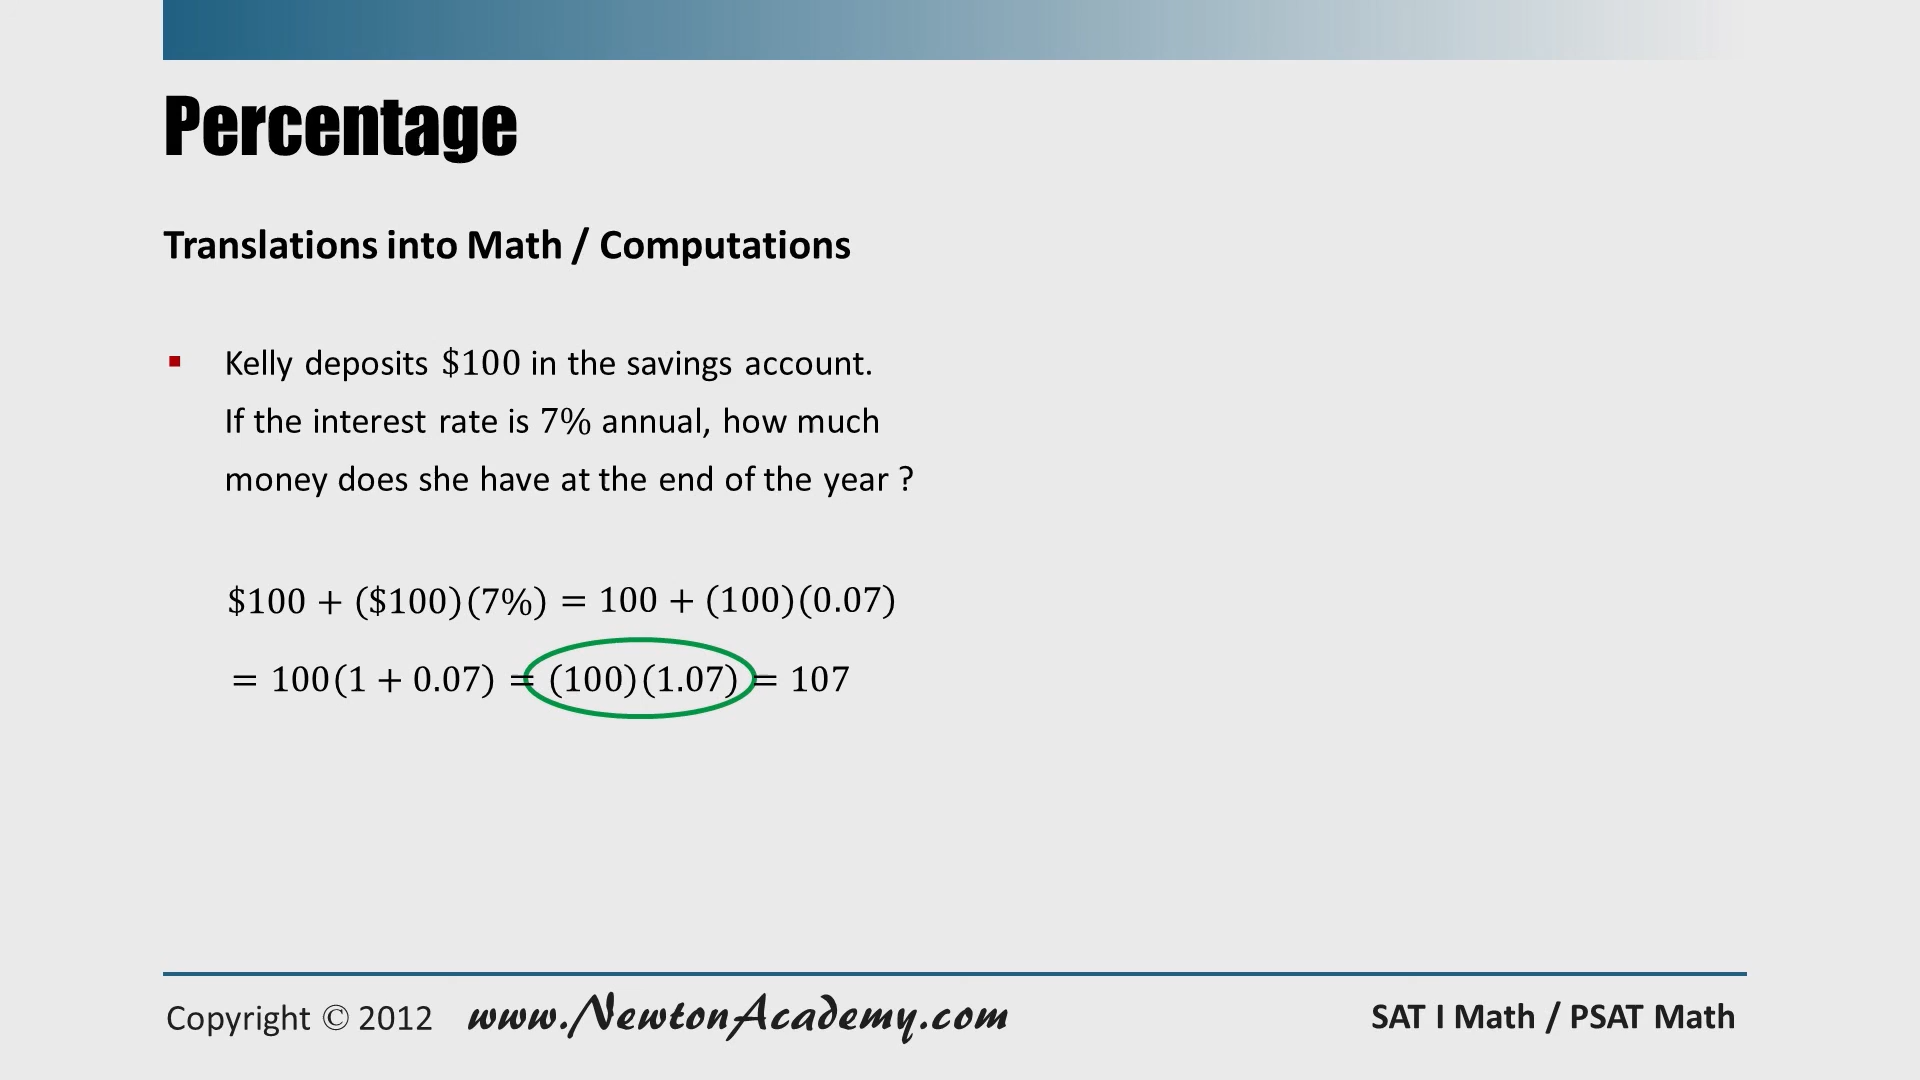 Percentage
Translations into Math / Computations
▪ Kelly deposits $100 in the savings account.
If the interest rate is 7% annual, how much
money does she have at the end of the year ?
$100 + ($100)(7%) = 100 + (100)(0.07)
= 100(1 + 0.07) = (100)(1.07) = 107
Copyright © 2012 www.NewtonAcademy.com SAT I Math / PSAT Math